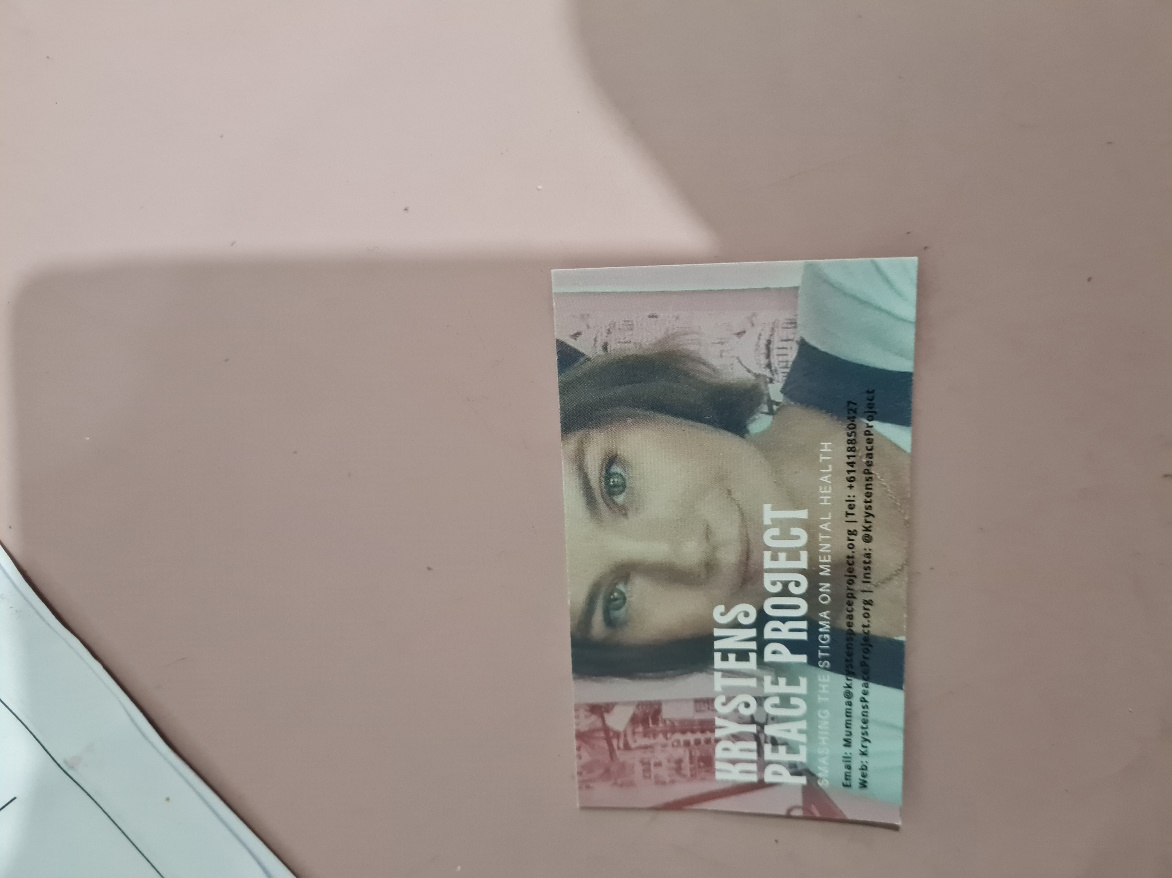 KRYSTENS
PEACE PROJECT
SMASHING THE STIGMA ON MENTAL HEALTH
Email: Mumma@krystenspeaceproject.org |Tel: +61418850427
Web: KrystensPeaceProject.org | Insta: @KrystensPeaceProject